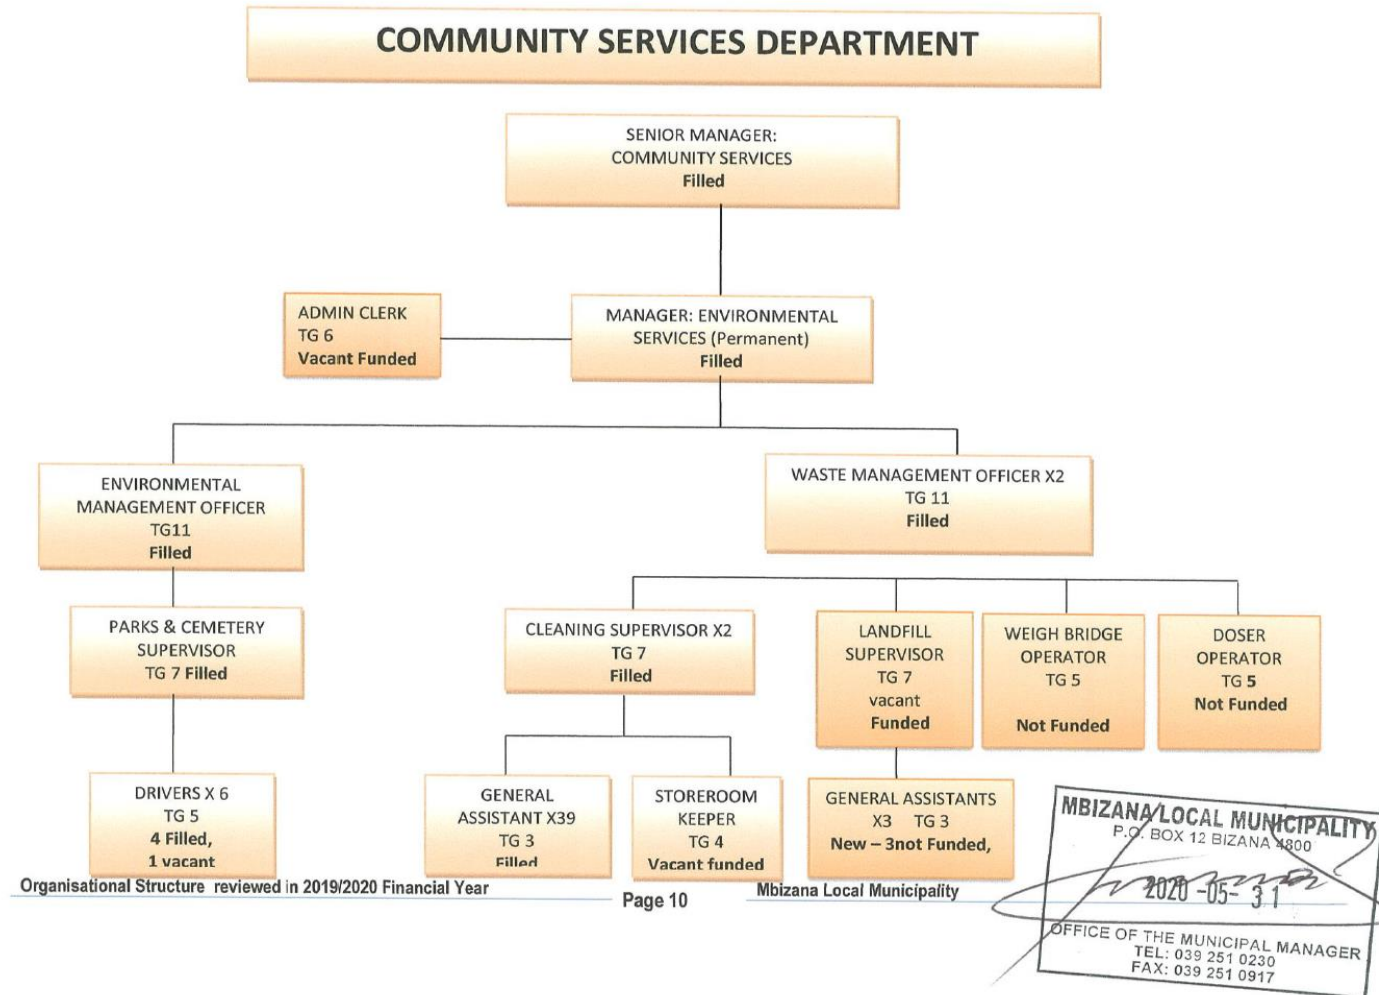 COMMUNITY SERVICES DEPARTMENT
SENIOR MANAGER:
COMMUNITY SERVICES
Filled
ADMIN CLERK
TG 6
Vacant Funded
MANAGER: ENVIRONMENTAL
SERVICES (Permanent)
Filled
ENVIRONMENTAL
MANAGEMENT OFFICER
TG11
Filled
WASTE MANAGEMENT OFFICER X2
TG 11
Filled
PARKS & CEMETERY
SUPERVISOR
TG 7 Filled
CLEANING SUPERVISOR X2
TG 7
Filled
LANDFILL
SUPERVISOR
TG 7
vacant
Funded
WEIGH BRIDGE
OPERATOR
TG 5
Not Funded
DOSER
OPERATOR
TG 5
Not Funded
DRIVERS X 6
TG 5
4 Filled,
1 vacant
GENERAL
ASSISTANT X39
TG 3
Filled
STOREROOM
KEEPER
TG 4
Vacant funded
GENERAL ASSISTANTS
X3 TG 3
New – 3not Funded,
Organisational Structure reviewed in 2019/2020 Financial Year
Page 10
Mbizana Local Municipality
MBIZANA LOCAL MUNICIPALITY
P.O. BOX 12 BIZANA 4800
2020 -05- 31
OFFICE OF THE MUNICIPAL MANAGER
TEL: 039 251 0230
FAX: 039 251 0917